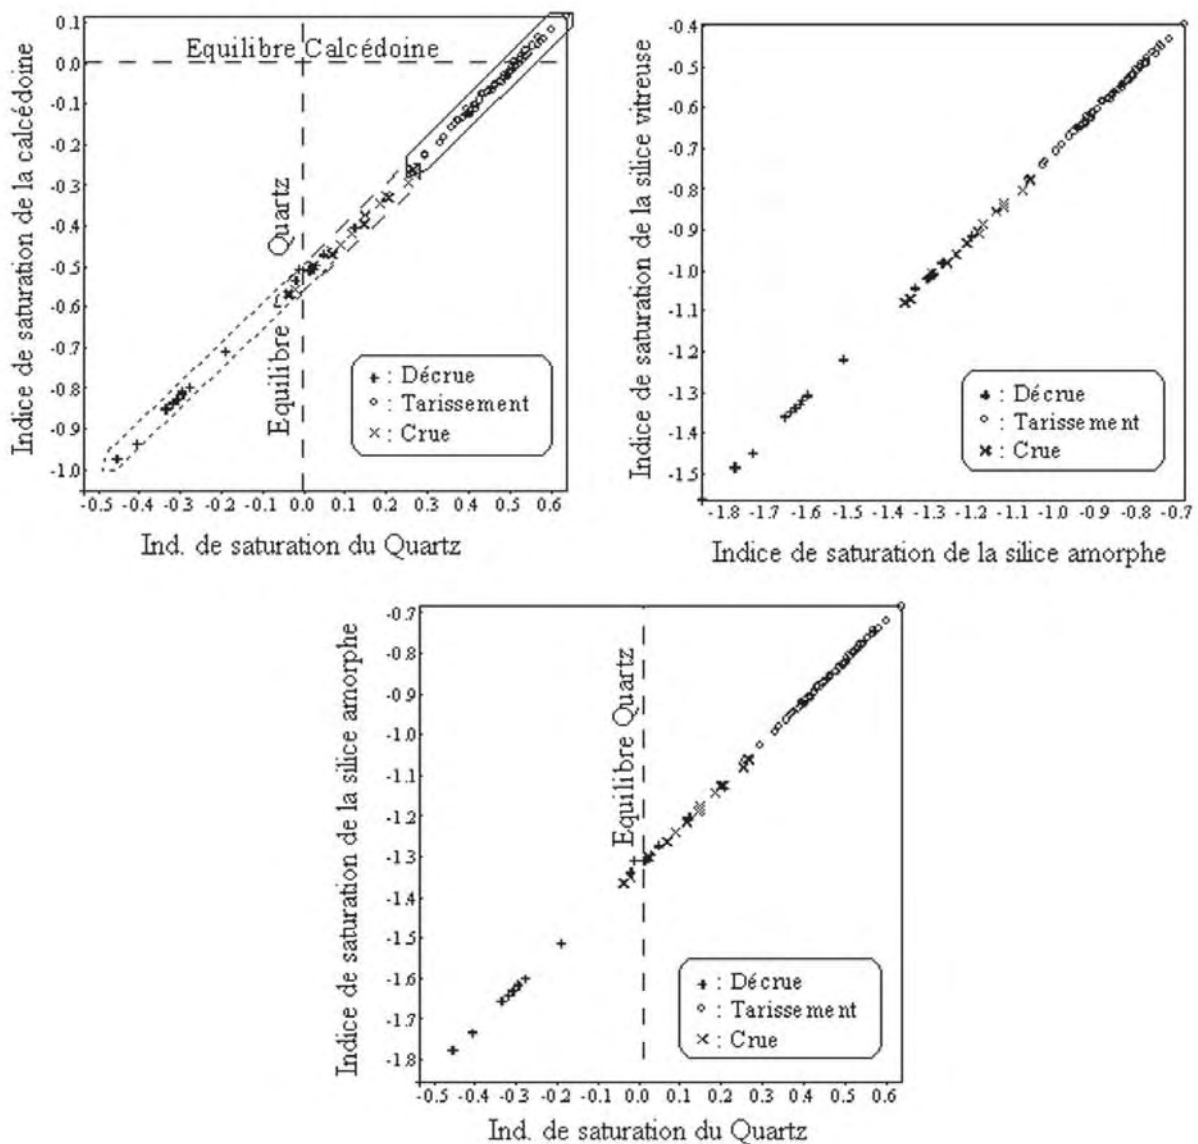 Indice de saturation de la calcédoine
0.1
0.0
-0.1
-0.2
-0.3
-0.4
-0.5
-0.6
-0.7
-0.8
-0.9
-1.0
Equilibre Calcédoine
Equilibre Quartz
+ : Décrue
○ : Tarissement
× : Crue
-0.5 -0.4 -0.3 -0.2 -0.1 0.0 0.1 0.2 0.3 0.4 0.5 0.6
Ind. de saturation du Quartz
Indice de saturation de la silice vitreuse
-0.4
-0.5
-0.6
-0.7
-0.8
-0.9
-1.0
-1.1
-1.2
-1.3
-1.4
-1.5
+ : Décrue
○ : Tarissement
× : Crue
-1.8 -1.7 -1.6 -1.5 -1.4 -1.3 -1.2 -1.1 -1.0 -0.9 -0.8 -0.7
Indice de saturation de la silice amorphe
Indice de saturation de la silice amorphe
-0.7
-0.8
-0.9
-1.0
-1.1
-1.2
-1.3
-1.4
-1.5
-1.6
-1.7
-1.8
Equilibre Quartz
+ : Décrue
○ : Tarissement
× : Crue
-0.5 -0.4 -0.3 -0.2 -0.1 0.0 0.1 0.2 0.3 0.4 0.5 0.6
Ind. de saturation du Quartz